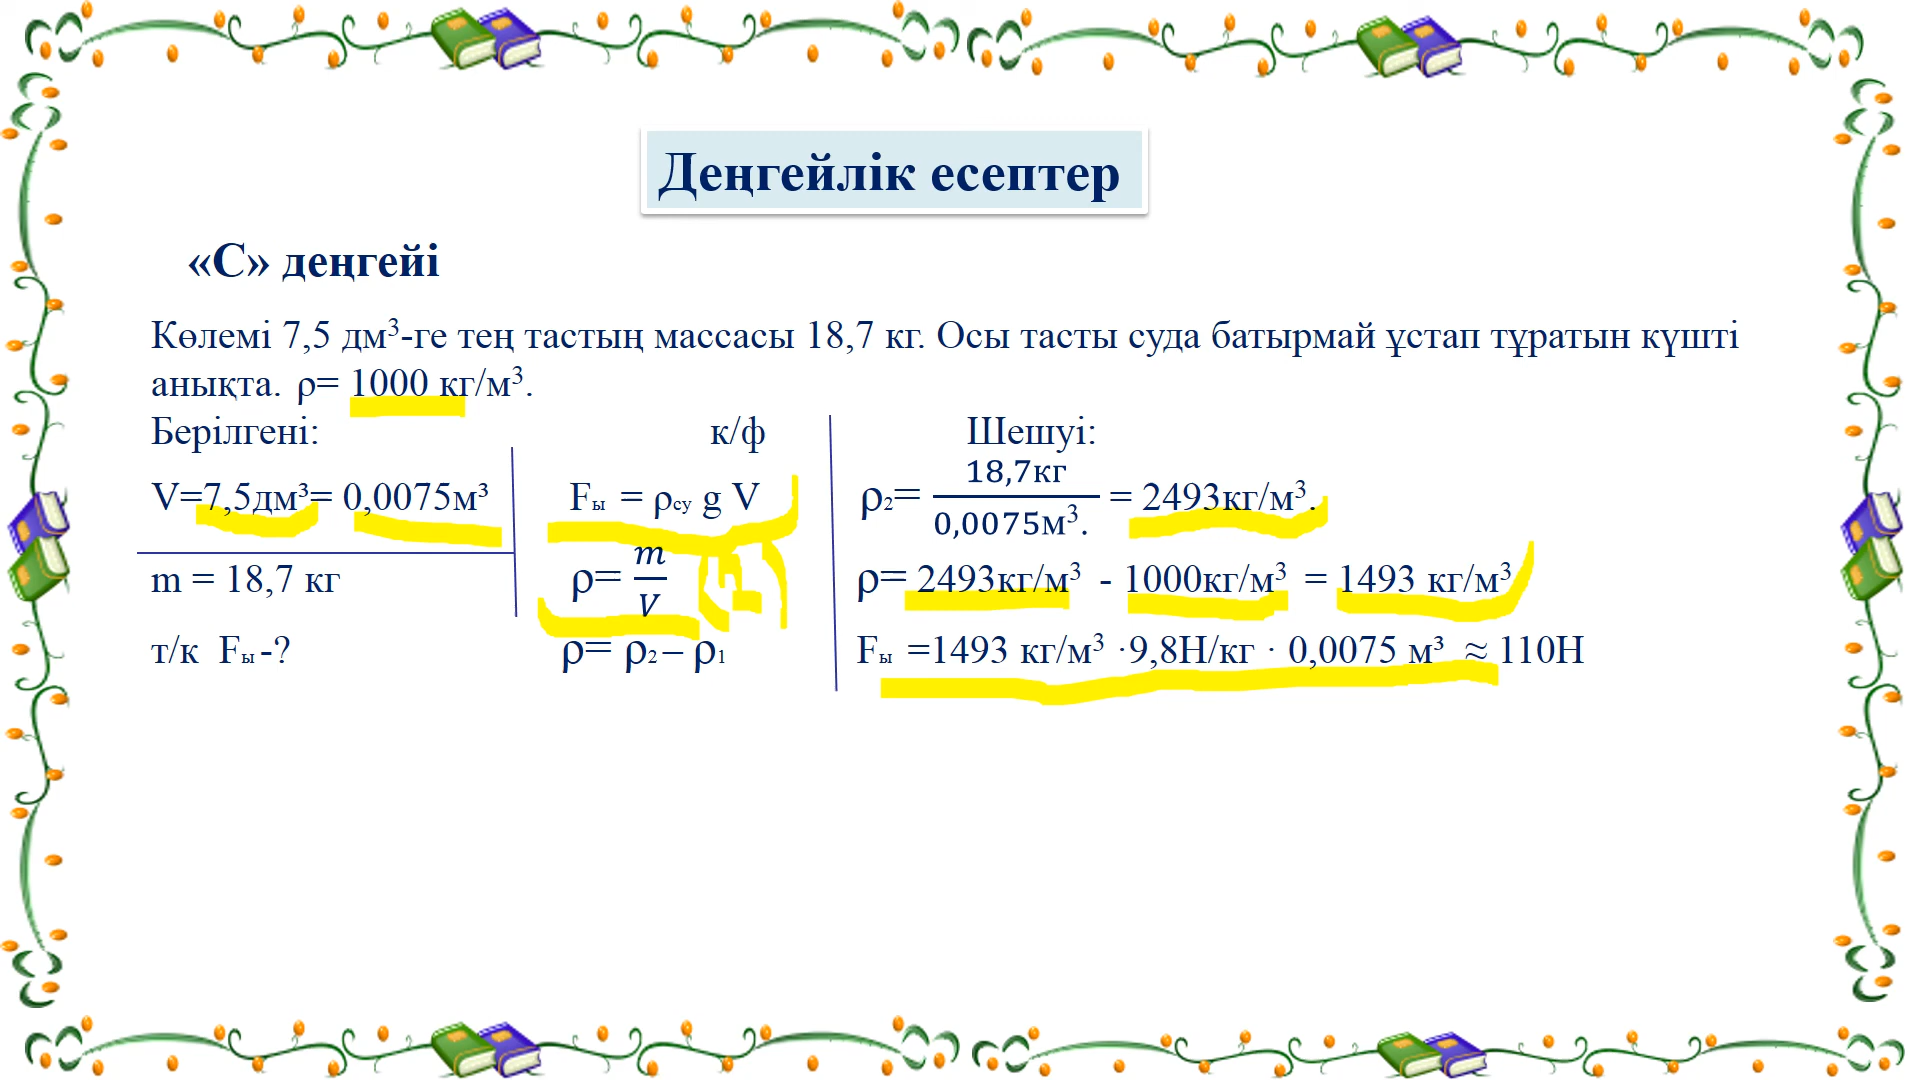 Деңгейлік есептер
«С» деңгейі
Көлемі 7,5 дм³-ге тең тастың массасы 18,7 кг. Осы тасты суда батырмай ұстап тұратын күшті
анықта. ρ= 1000 кг/м³.
Берілгені: к/ф Шешуі:
V=7,5дм³= 0,0075м³ Fы = ρсу g V ρ₂= 18,7кг/0,0075м³. = 2493кг/м³.
m = 18,7 кг ρ= m/V ρ= 2493кг/м³ - 1000кг/м³ = 1493 кг/м³
т/к Fы -? ρ= ρ₂ – ρ₁ Fы =1493 кг/м³ ·9,8Н/кг · 0,0075 м³ ≈ 110Н